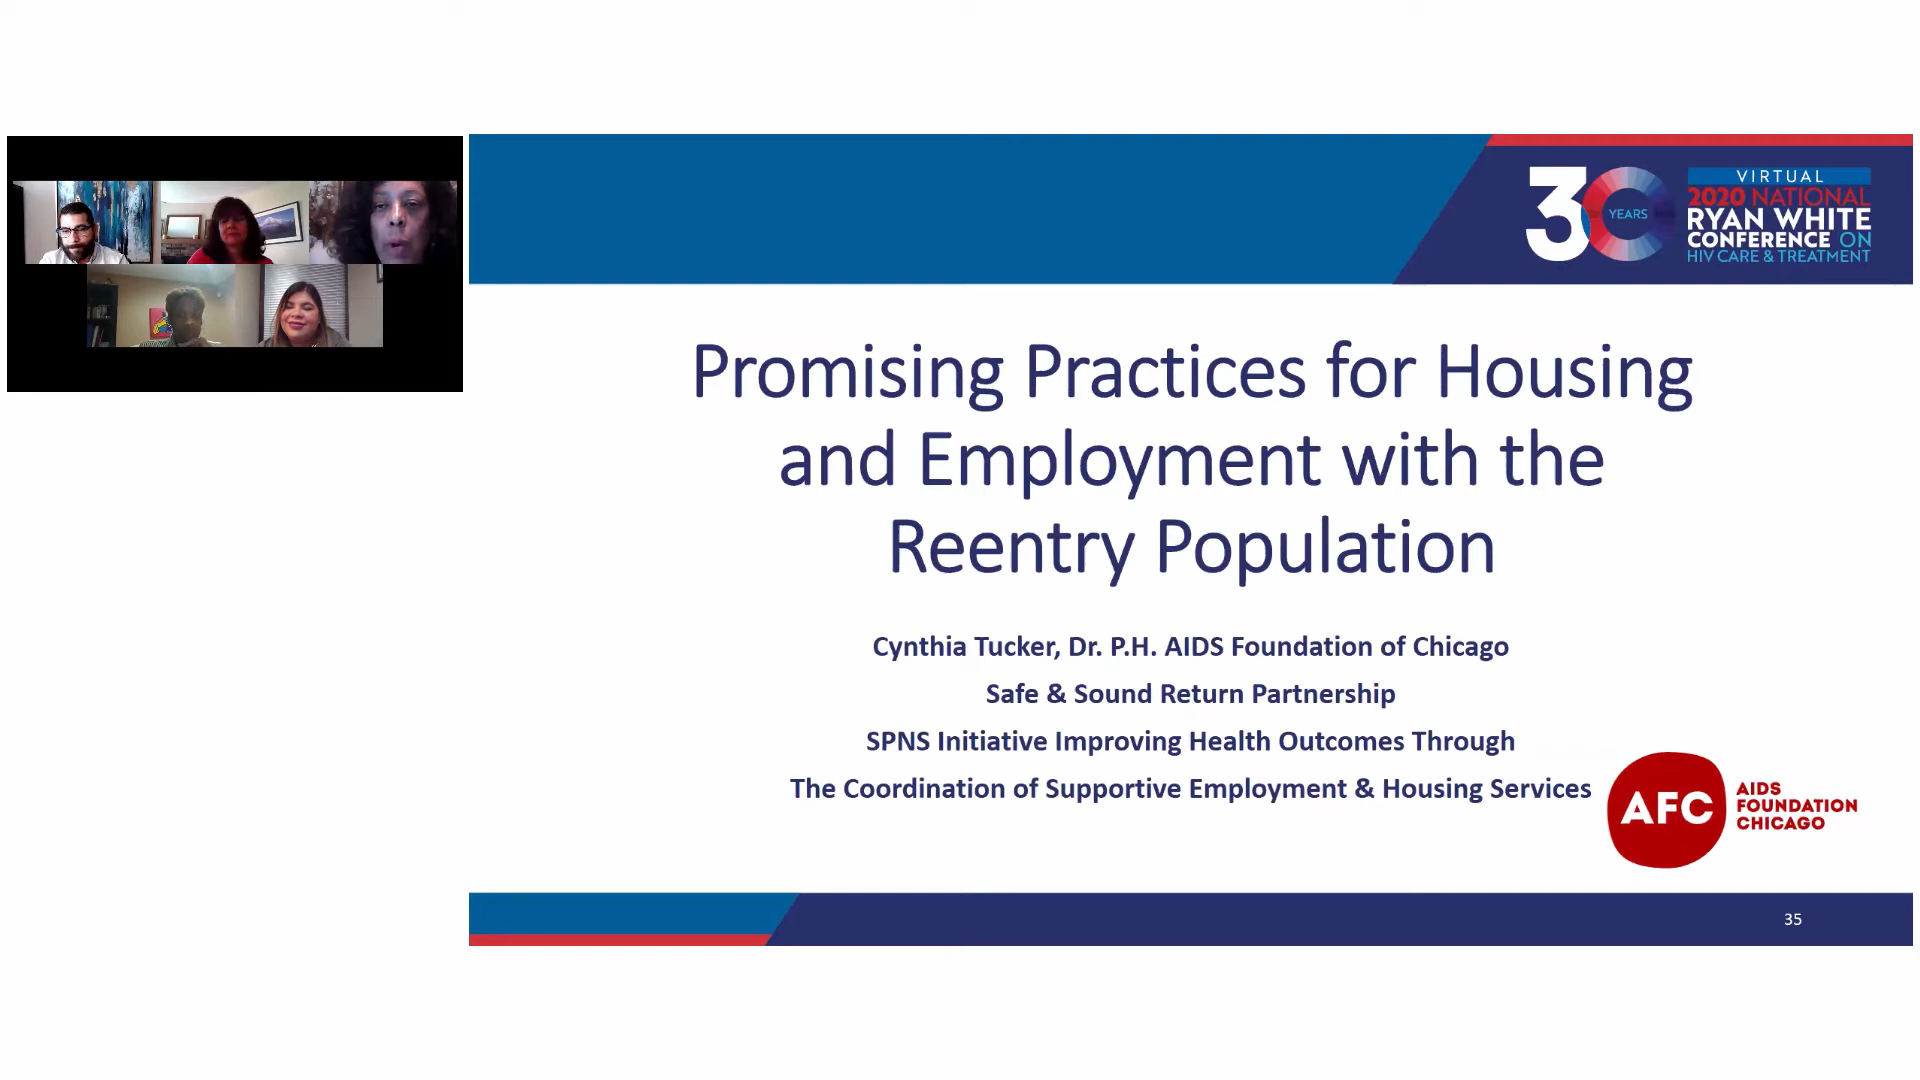 30 YEARS
VIRTUAL
2020 NATIONAL
RYAN WHITE
CONFERENCE ON
HIV CARE & TREATMENT
Promising Practices for Housing
and Employment with the
Reentry Population
Cynthia Tucker, Dr. P.H. AIDS Foundation of Chicago
Safe & Sound Return Partnership
SPNS Initiative Improving Health Outcomes Through
The Coordination of Supportive Employment & Housing Services
AFC
AIDS
FOUNDATION
CHICAGO
35